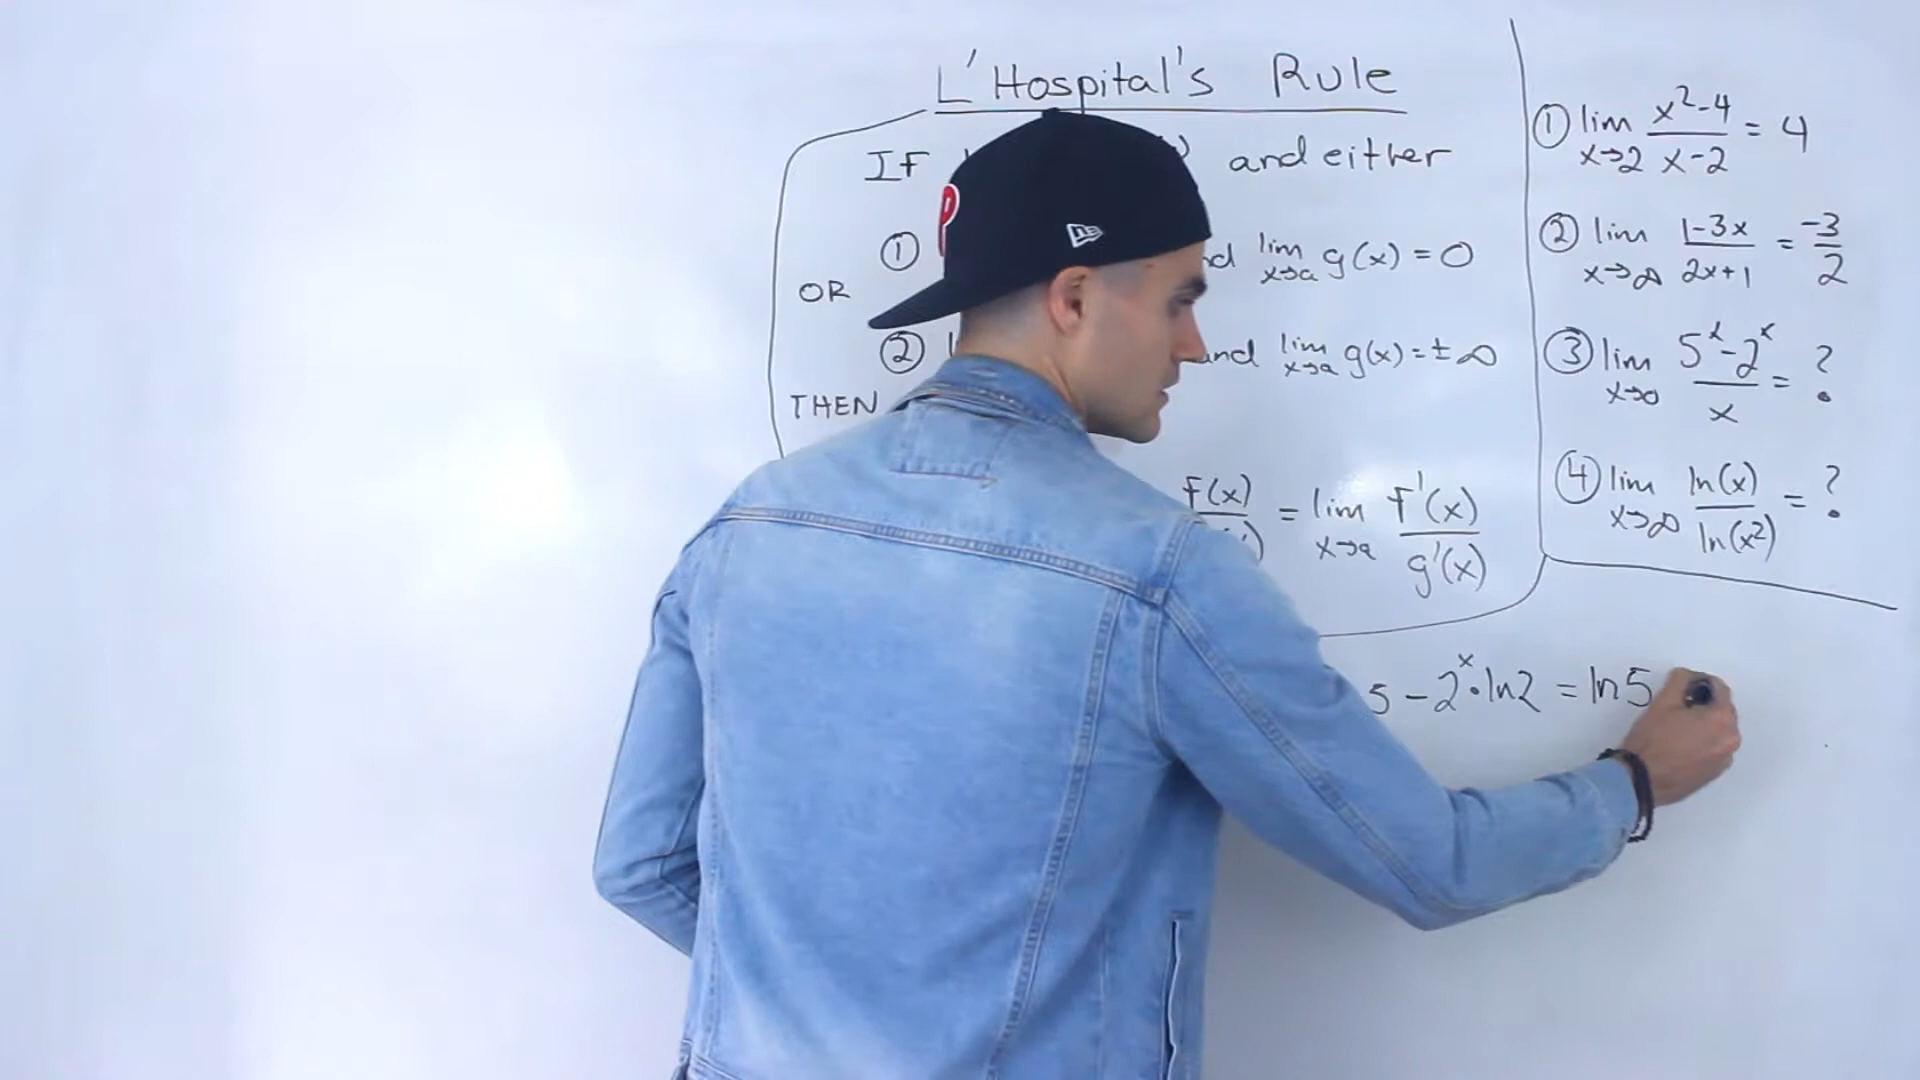 L'Hospital's Rule
IF and either
① lim x→a g(x) = 0
OR
② and lim x→a g(x) = ±∞
THEN
f(x) = lim x→a f'(x)/g'(x)
① lim x→2 (x²-4)/(x-2) = 4
② lim x→∞ (1-3x)/(2x+1) = -3/2
③ lim x→0 (5ˣ-2ˣ)/x = ?
④ lim x→∞ ln(x)/ln(x²) = ?
5 - 2ˣ·ln2 = ln5
P
NE